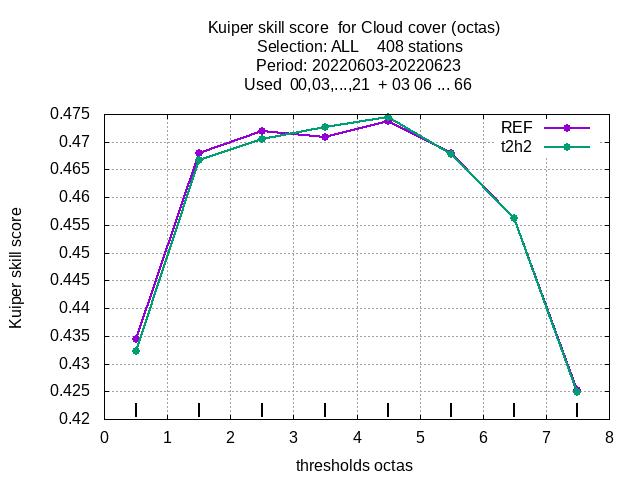 Kuiper skill score  for Cloud cover (octas)
Selection: ALL    408 stations
Period: 20220603-20220623
Used  00,03,...,21  + 03 06 ... 66
0.475
0.47
0.465
0.46
0.455
0.45
0.445
0.44
0.435
0.43
0.425
0.42
Kuiper skill score
REF
t2h2
0 1 2 3 4 5 6 7 8
thresholds octas